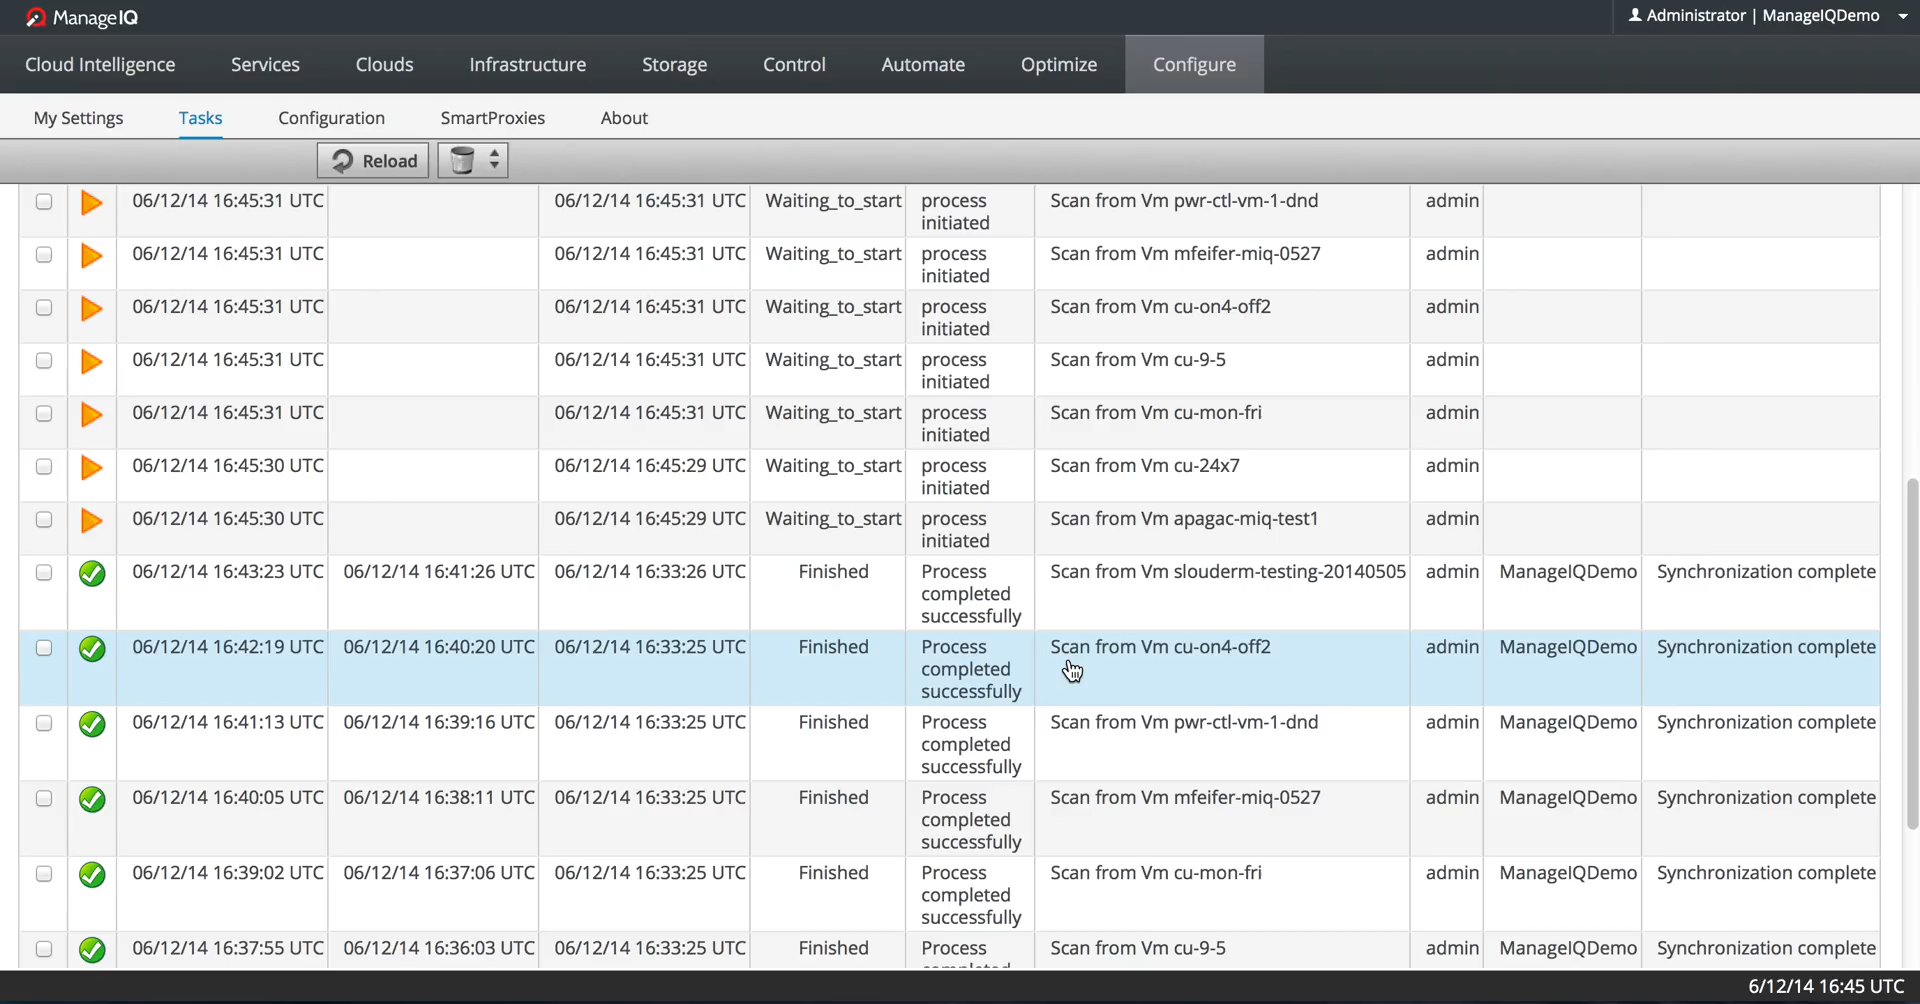 ManageIQ
Administrator | ManageIQDemo
Cloud Intelligence Services Clouds Infrastructure Storage Control Automate Optimize Configure
My Settings Tasks Configuration SmartProxies About
Reload
06/12/14 16:45:31 UTC 06/12/14 16:45:31 UTC Waiting_to_start process Scan from Vm pwr-ctl-vm-1-dnd admin
initiated
06/12/14 16:45:31 UTC 06/12/14 16:45:31 UTC Waiting_to_start process Scan from Vm mfeifer-miq-0527 admin
initiated
06/12/14 16:45:31 UTC 06/12/14 16:45:31 UTC Waiting_to_start process Scan from Vm cu-on4-off2 admin
initiated
06/12/14 16:45:31 UTC 06/12/14 16:45:31 UTC Waiting_to_start process Scan from Vm cu-9-5 admin
initiated
06/12/14 16:45:31 UTC 06/12/14 16:45:31 UTC Waiting_to_start process Scan from Vm cu-mon-fri admin
initiated
06/12/14 16:45:30 UTC 06/12/14 16:45:29 UTC Waiting_to_start process Scan from Vm cu-24x7 admin
initiated
06/12/14 16:45:30 UTC 06/12/14 16:45:29 UTC Waiting_to_start process Scan from Vm apagac-miq-test1 admin
initiated
06/12/14 16:43:23 UTC 06/12/14 16:41:26 UTC 06/12/14 16:33:26 UTC Finished Process Scan from Vm slouderm-testing-20140505 admin ManageIQDemo Synchronization complete
completed
successfully
06/12/14 16:42:19 UTC 06/12/14 16:40:20 UTC 06/12/14 16:33:25 UTC Finished Process Scan from Vm cu-on4-off2 admin ManageIQDemo Synchronization complete
completed
successfully
06/12/14 16:41:13 UTC 06/12/14 16:39:16 UTC 06/12/14 16:33:25 UTC Finished Process Scan from Vm pwr-ctl-vm-1-dnd admin ManageIQDemo Synchronization complete
completed
successfully
06/12/14 16:40:05 UTC 06/12/14 16:38:11 UTC 06/12/14 16:33:25 UTC Finished Process Scan from Vm mfeifer-miq-0527 admin ManageIQDemo Synchronization complete
completed
successfully
06/12/14 16:39:02 UTC 06/12/14 16:37:06 UTC 06/12/14 16:33:25 UTC Finished Process Scan from Vm cu-mon-fri admin ManageIQDemo Synchronization complete
completed
successfully
06/12/14 16:37:55 UTC 06/12/14 16:36:03 UTC 06/12/14 16:33:25 UTC Finished Process Scan from Vm cu-9-5 admin ManageIQDemo Synchronization complete
6/12/14 16:45 UTC